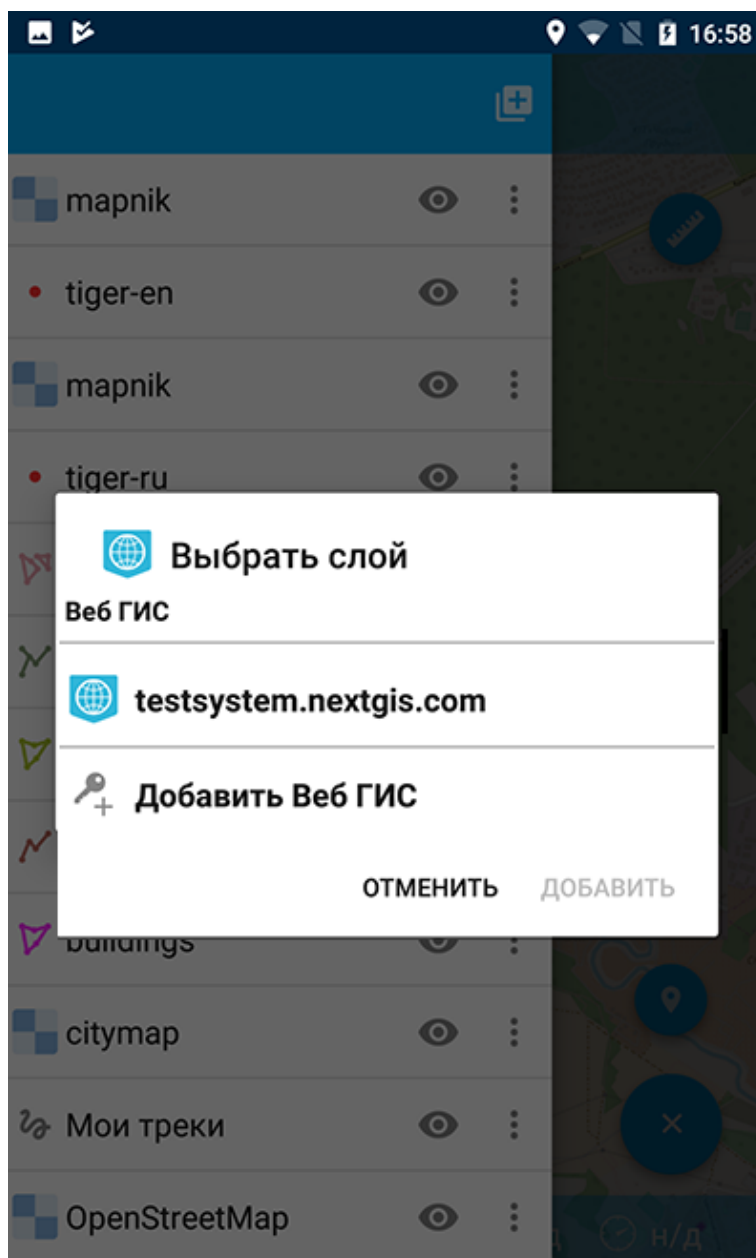 16:58
mapnik
tiger-en
mapnik
tiger-ru
Выбрать слой
Веб ГИС
testsystem.nextgis.com
Добавить Веб ГИС
ОТМЕНИТЬ ДОБАВИТЬ
buildings
citymap
Мои треки
OpenStreetMap
н/д